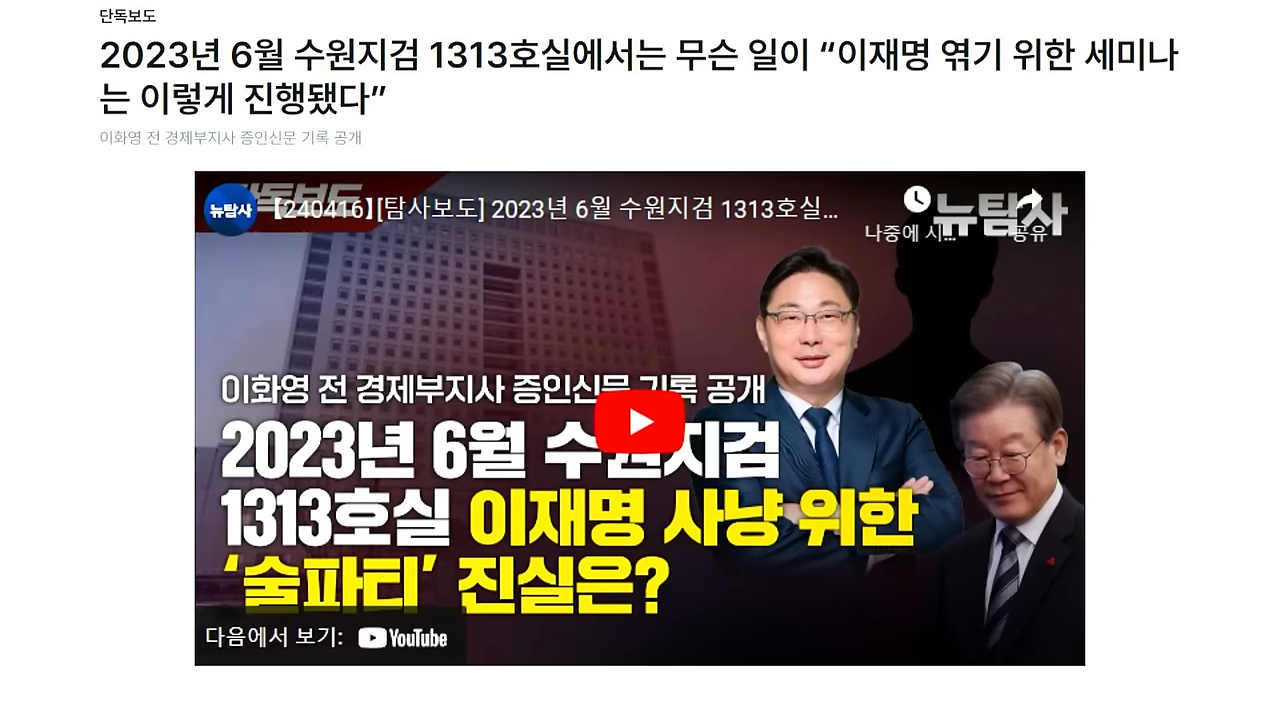 단독보도
2023년 6월 수원지검 1313호실에서는 무슨 일이 “이재명 엮기 위한 세미나
는 이렇게 진행됐다”
이화영 전 경제부지사 증인신문 기록 공개
단독보도
뉴탐사
【240416】[탐사보도] 2023년 6월 수원지검 1313호실...
뉴탐사
나중에 시...
공유
이화영 전 경제부지사 증인신문 기록 공개
2023년 6월 수원지검
1313호실 이재명 사냥 위한
‘술파티’ 진실은?
다음에서 보기: YouTube